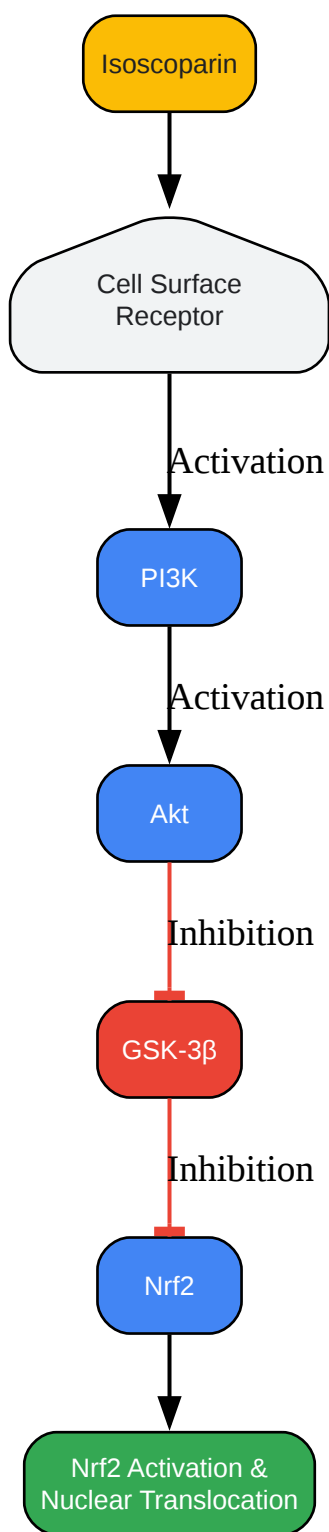 Isoscoparin
Cell Surface
Receptor
Activation
PI3K
Activation
Akt
Inhibition
GSK-3β
Inhibition
Nrf2
Nrf2 Activation &
Nuclear Translocation